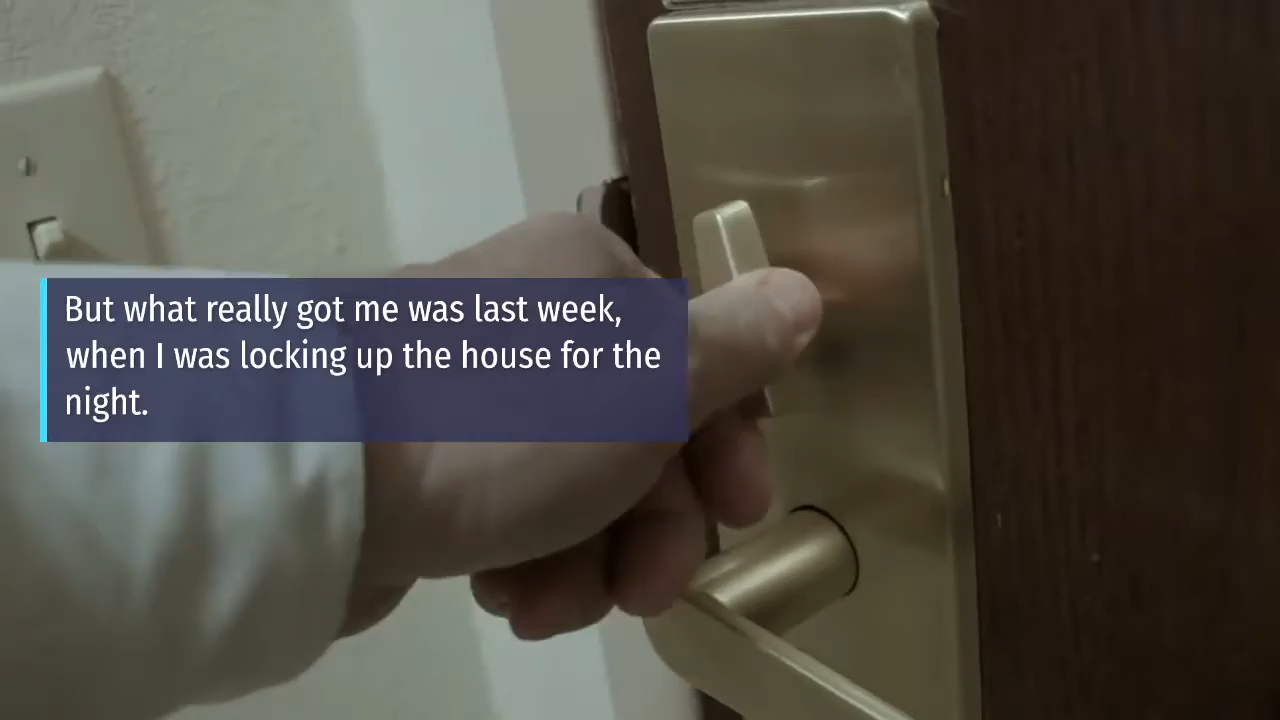 But what really got me was last week,
when I was locking up the house for the
night.